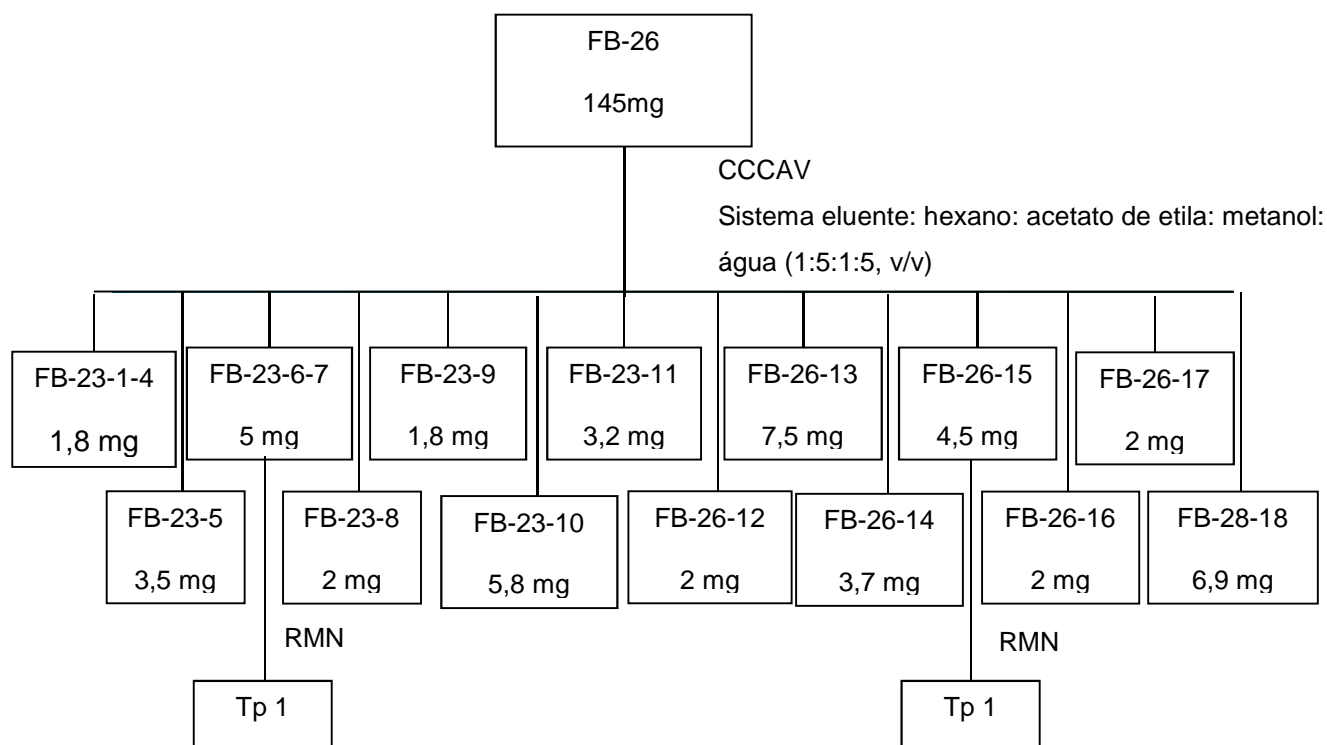 FB-26
145mg
CCCAV
Sistema eluente: hexano: acetato de etila: metanol:
água (1:5:1:5, v/v)
FB-23-1-4
1,8 mg
FB-23-6-7
5 mg
FB-23-9
1,8 mg
FB-23-11
3,2 mg
FB-26-13
7,5 mg
FB-26-15
4,5 mg
FB-26-17
2 mg
FB-23-5
3,5 mg
FB-23-8
2 mg
FB-23-10
5,8 mg
FB-26-12
2 mg
FB-26-14
3,7 mg
FB-26-16
2 mg
FB-28-18
6,9 mg
RMN
RMN
Tp 1
Tp 1